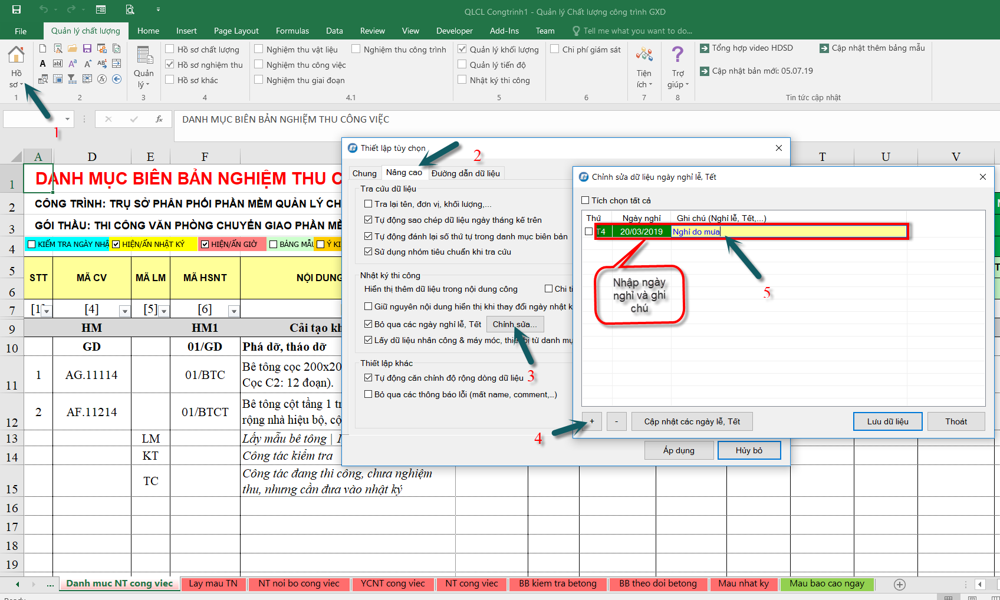 QLCL Congtrinh1 - Quản lý Chất lượng công trình GXD
File Quản lý chất lượng Home Insert Page Layout Formulas Data Review View Developer Add-Ins Team Tell me what you want to do...
Hồ sơ
1
2
Quản lý
3
Hồ sơ chất lượng
Hồ sơ nghiệm thu
Hồ sơ khác
4
Nghiệm thu vật liệu
Nghiệm thu công trình
Nghiệm thu công việc
Nghiệm thu giai đoạn
4.1
Quản lý khối lượng
Quản lý tiến độ
Nhật ký thi công
5
Chi phí giám sát
6
Tiện ích
7
Trợ giúp
8
Tổng hợp video HDSD
Cập nhật thêm bảng mẫu
Cập nhật bản mới: 05.07.19
Tin tức cập nhật
1
fx DANH MỤC BIÊN BẢN NGHIỆM THU CÔNG VIỆC
A D E F T U V
1 DANH MỤC BIÊN BẢN NGHIỆM THU C
2 CÔNG TRÌNH: TRỤ SỞ PHÂN PHỐI PHẦN MỀM QUẢN LÝ CH
3 GÓI THẦU: THI CÔNG VĂN PHÒNG CHUYỂN GIAO PHẦN MỀ
4 KIỂM TRA NGÀY NHẬ HIỆN/ẨN NHẬT KÝ HIỆN/ẨN GIỜ BẢNG MẪU Ý KI
5
6
STT MÃ CV MÃ LM MÃ HSNT NỘI DUNG
7 [1] [4] [5] [6]
9 HM HM1 Cải tạo kh
10 GD 01/GD Phá dỡ, tháo dỡ
11 1 AG.11114 01/BTC Bê tông cọc 200x20
Cọc C2: 12 đoạn).
12 2 AF.11214 01/BTCT Bê tông cột tầng 1 tr
rộng nhà hiệu bộ, cộ
13 LM Lấy mẫu bê tông | 1
14 KT Công tác kiểm tra
15 TC Công tác đang thi công, chưa nghiệm
thu, nhưng cần đưa vào nhật ký
16
17
18
19
Thiết lập tùy chọn
2
Chung Nâng cao Đường dẫn dữ liệu
Tra cứu dữ liệu
Tra lại tên, đơn vị, khối lượng,...
Tự động sao chép dữ liệu ngày tháng kế trên
Tự động đánh lại số thứ tự trong danh mục biên bản
Sử dụng nhóm tiêu chuẩn khi tra cứu
Nhật ký thi công
Hiển thị thêm dữ liệu trong nội dung công Chi ti
Giữ nguyên nội dung hiển thị khi thay đổi ngày nhật k
Bỏ qua các ngày nghỉ lễ, Tết Chỉnh sửa...
Lấy dữ liệu nhân công & máy móc, thiết bị từ danh mụ
Thiết lập khác
Tự động căn chỉnh độ rộng dòng dữ liệu
3
Bỏ qua các thông báo lỗi (mất name, comment,...)
Áp dụng Hủy bỏ
Chỉnh sửa dữ liệu ngày nghỉ lễ, Tết
Tích chọn tất cả
Thứ Ngày nghỉ Ghi chú (Nghỉ lễ, Tết,...)
T4 20/03/2019 Nghỉ do mưa
Nhập ngày
nghỉ và ghi
chú
5
4
+ - Cập nhật các ngày lễ, Tết Lưu dữ liệu Thoát
... Danh muc NT cong viec Lay mau TN NT noi bo cong viec YCNT cong viec NT cong viec BB kiem tra betong BB theo doi betong Mau nhat ky Mau bao cao ngay